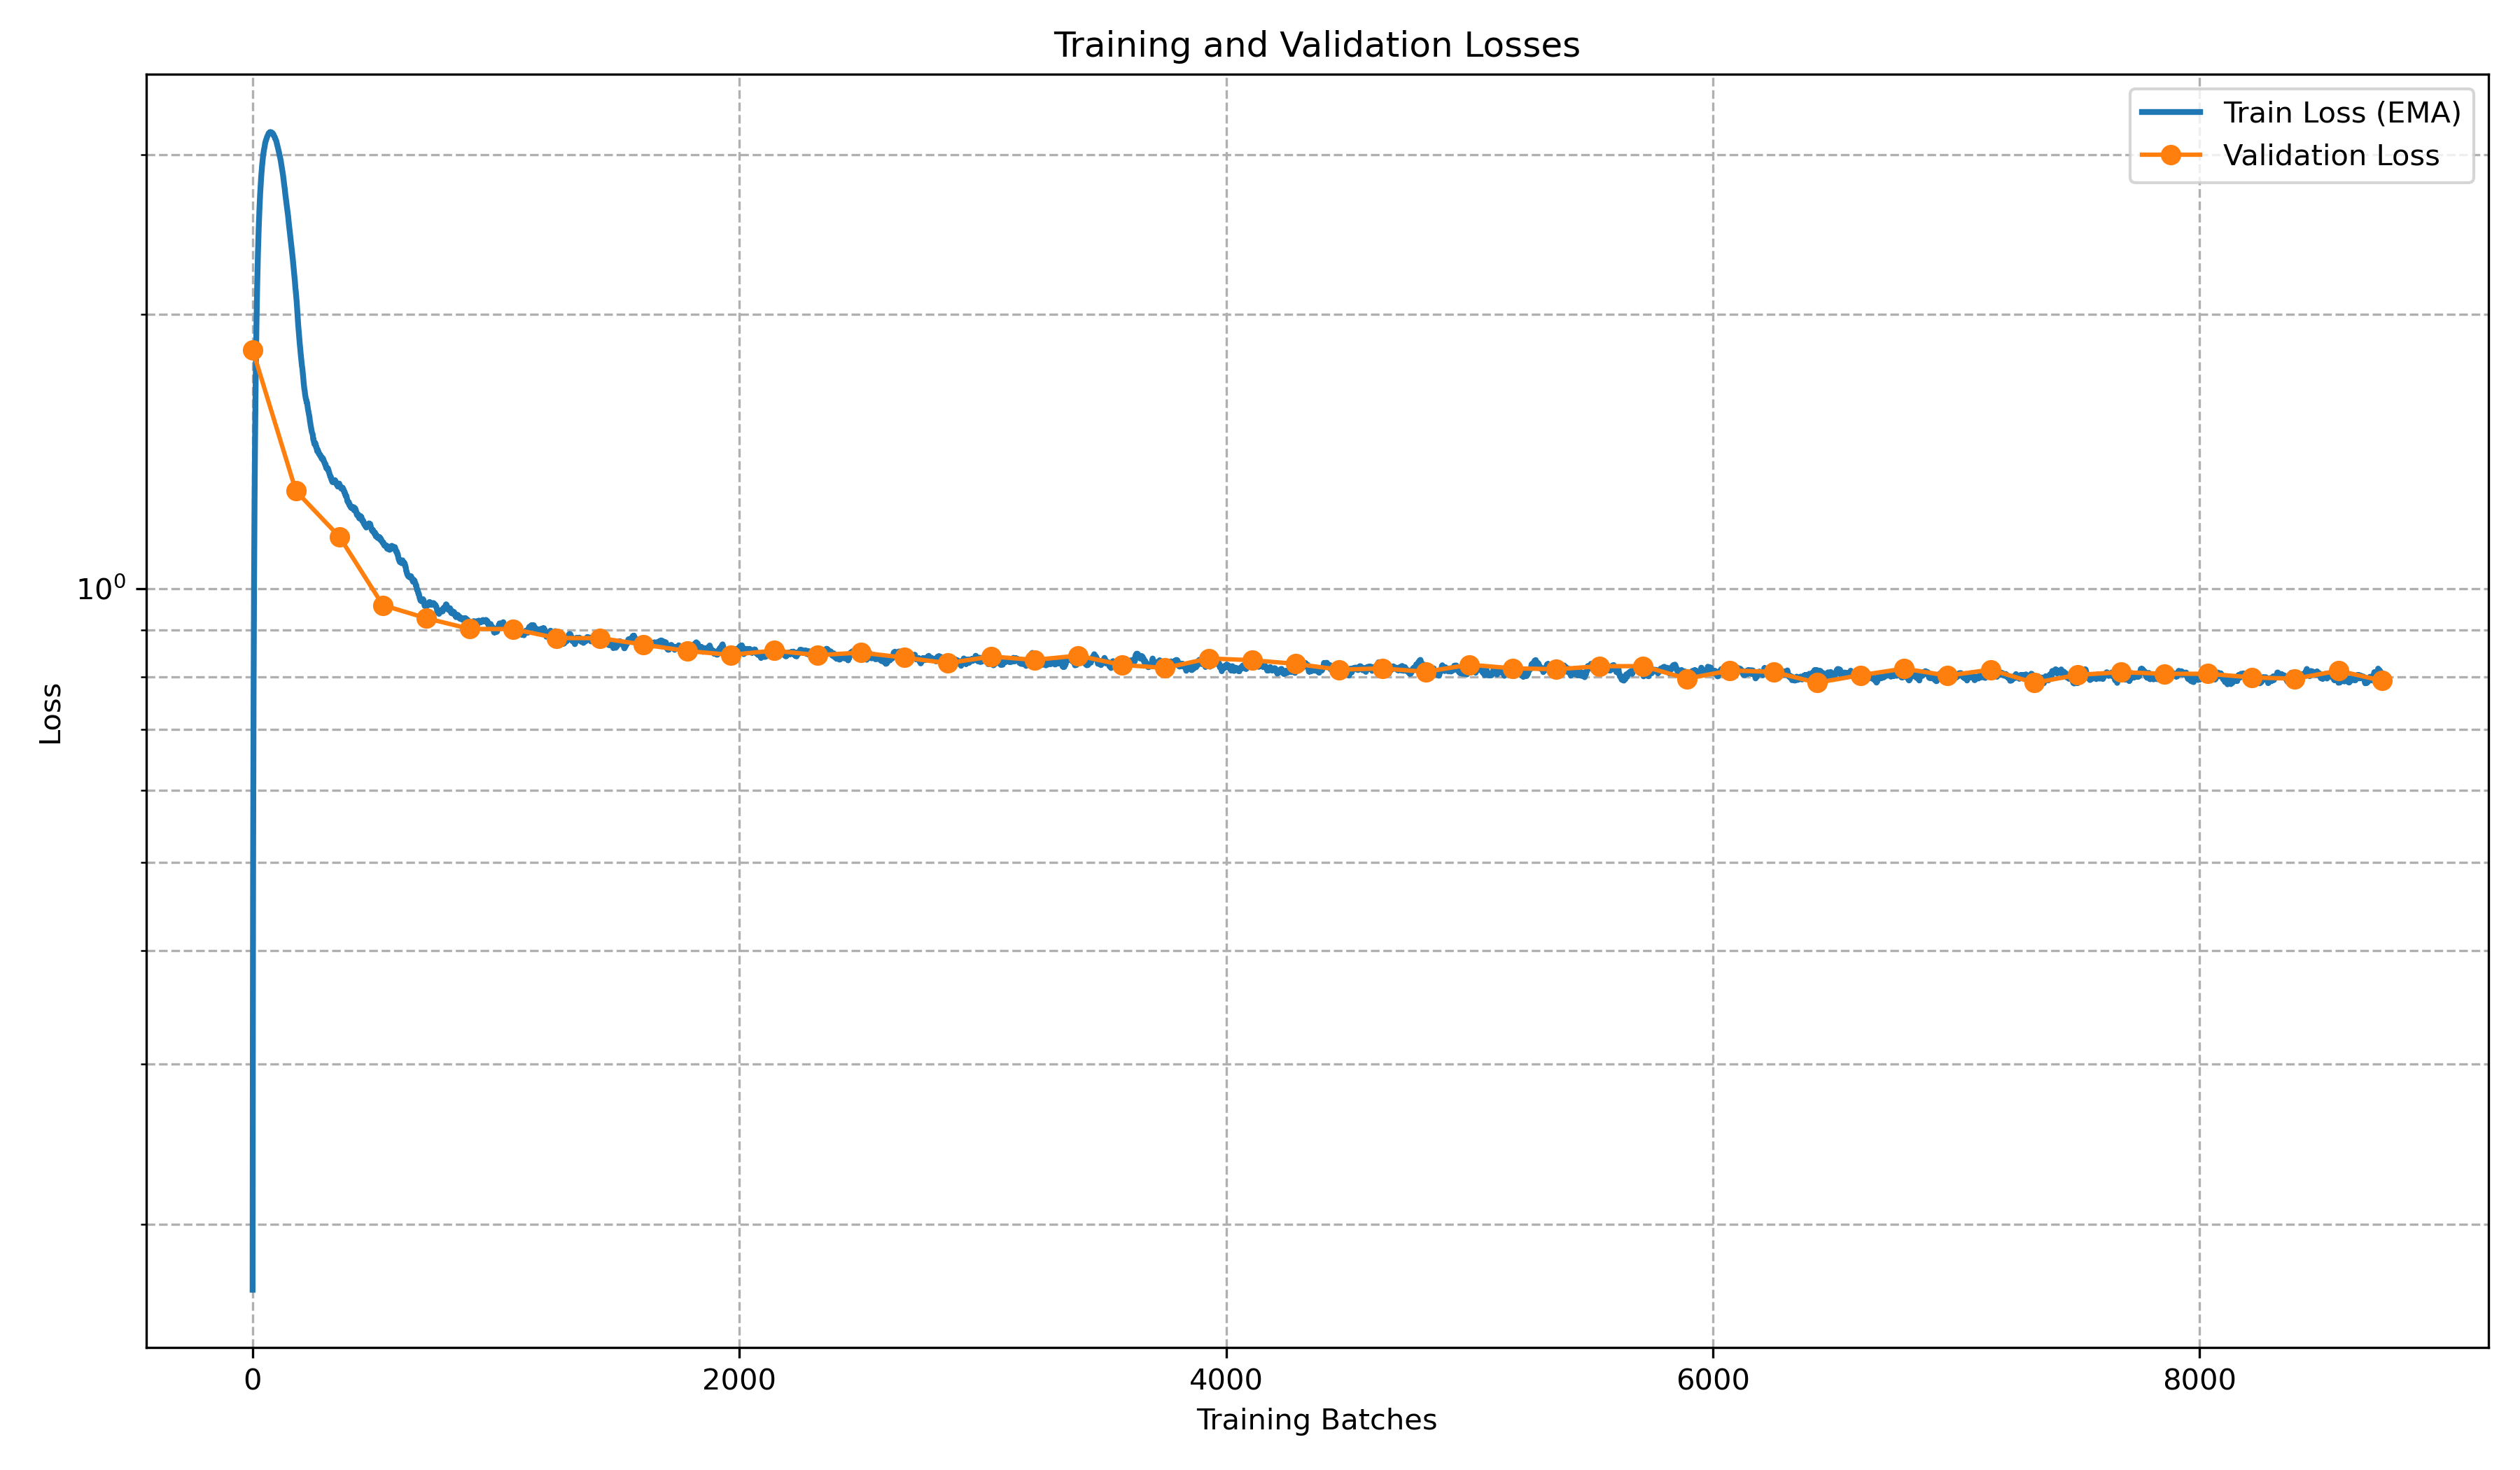 Training and Validation Losses
Train Loss (EMA)
Validation Loss
10⁰
Loss
0 2000 4000 6000 8000
Training Batches